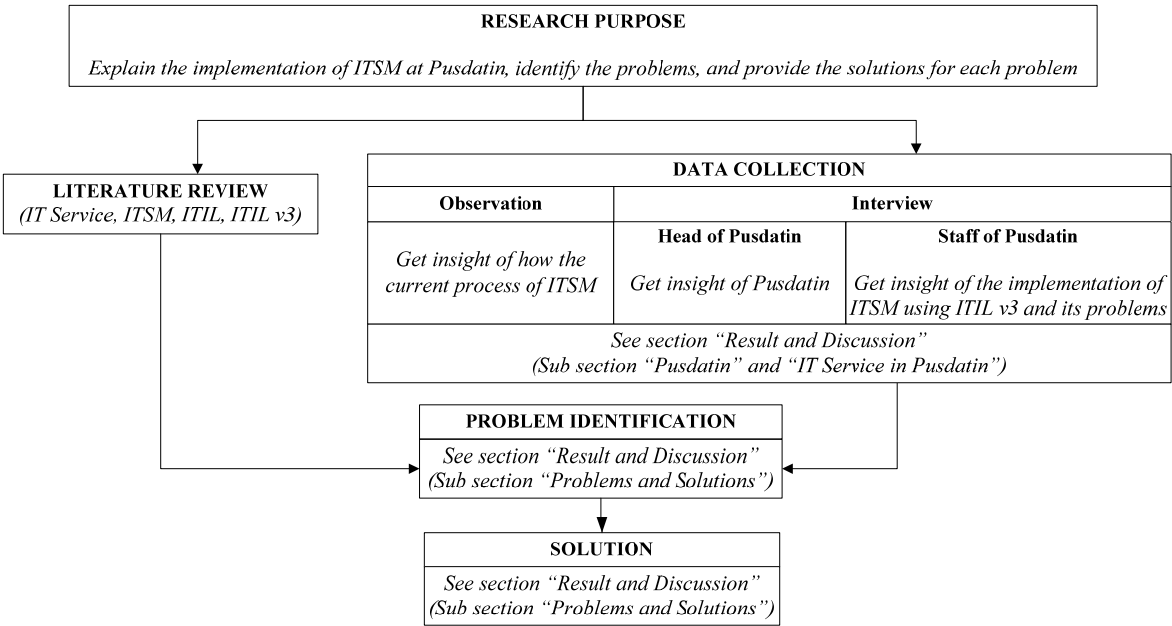 RESEARCH PURPOSE
Explain the implementation of ITSM at Pusdatin, identify the problems, and provide the solutions for each problem
LITERATURE REVIEW
(IT Service, ITSM, ITIL, ITIL v3)
DATA COLLECTION
Observation
Interview
Get insight of how the
current process of ITSM
Head of Pusdatin
Get insight of Pusdatin
Staff of Pusdatin
Get insight of the implementation of
ITSM using ITIL v3 and its problems
See section “Result and Discussion”
(Sub section “Pusdatin” and “IT Service in Pusdatin”)
PROBLEM IDENTIFICATION
See section “Result and Discussion”
(Sub section “Problems and Solutions”)
SOLUTION
See section “Result and Discussion”
(Sub section “Problems and Solutions”)